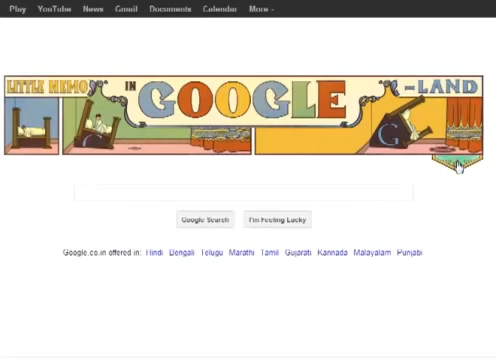 Play YouTube News Gmail Documents Calendar More
LITTLE NEMO IN GOOGLE -LAND
G G
Google Search I'm Feeling Lucky
Google.co.in offered in: Hindi Bengali Telugu Marathi Tamil Gujarati Kannada Malayalam Punjabi